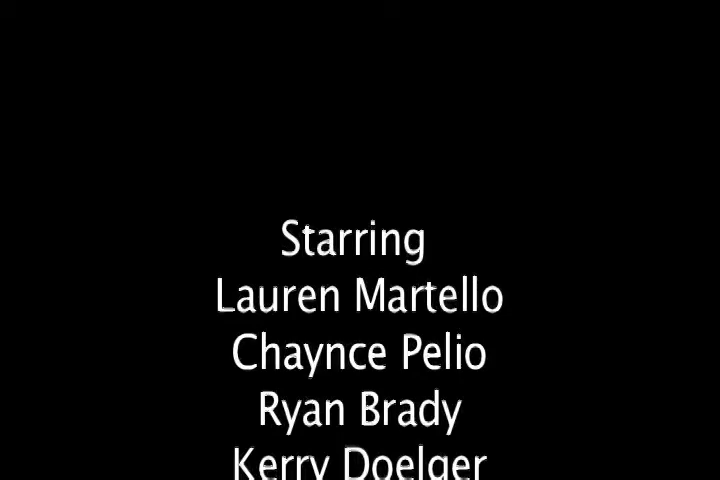 Starring
Lauren Martello
Chaynce Pelio
Ryan Brady
Kerry Doelger